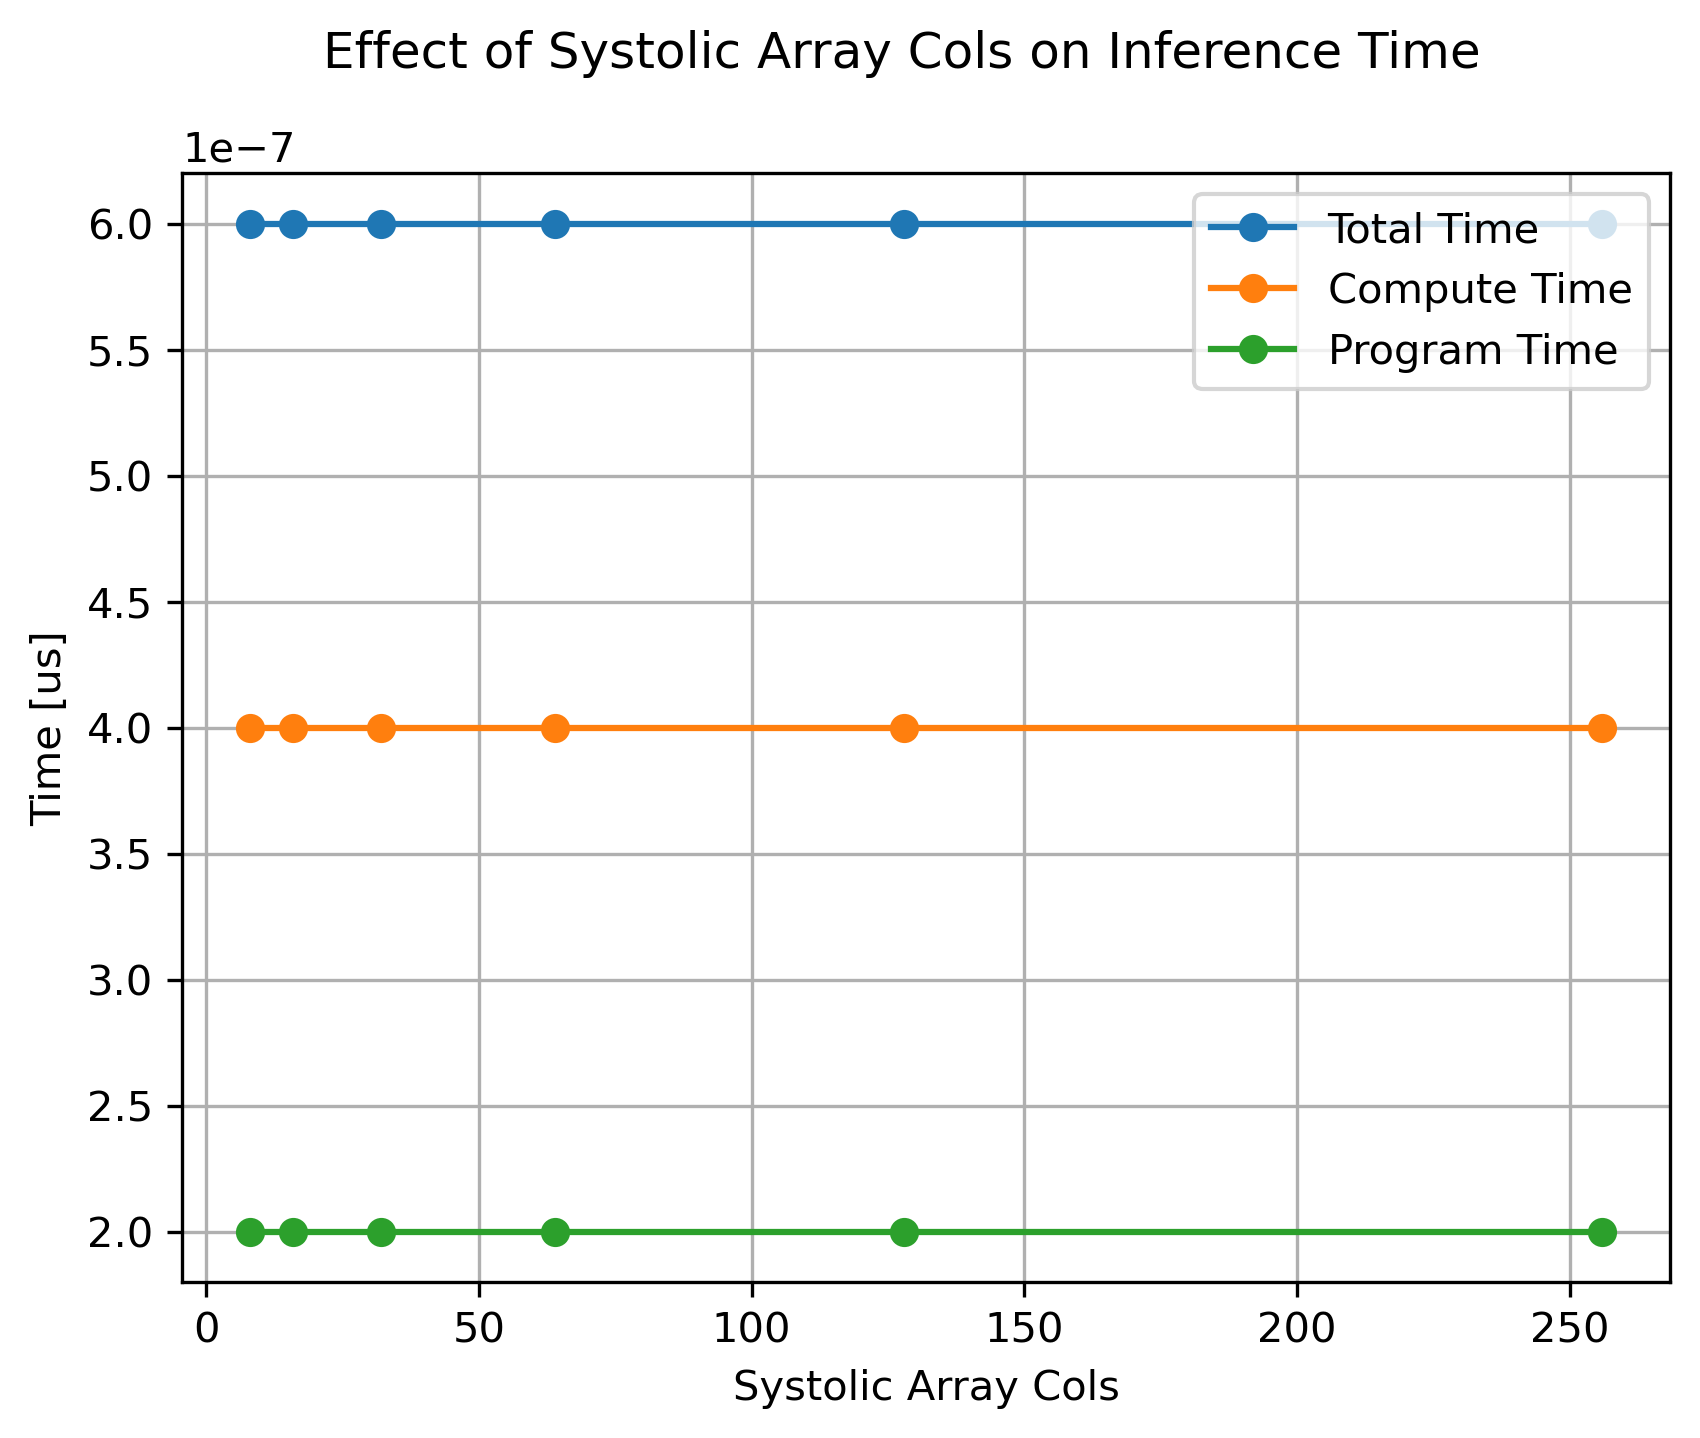 Effect of Systolic Array Cols on Inference Time
1e−7
6.0
5.5
5.0
4.5
4.0
3.5
3.0
2.5
2.0
Time [us]
Total Time
Compute Time
Program Time
0 50 100 150 200 250
Systolic Array Cols